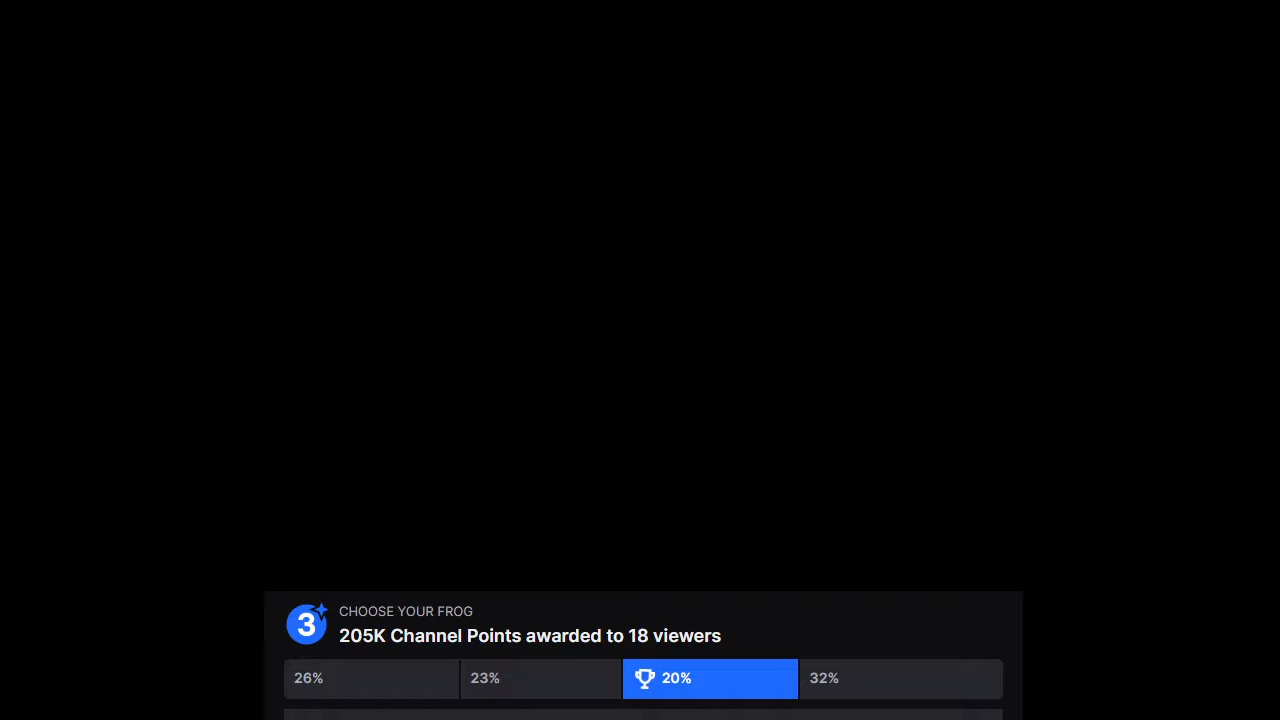 3
CHOOSE YOUR FROG
205K Channel Points awarded to 18 viewers
26% 23% 20% 32%